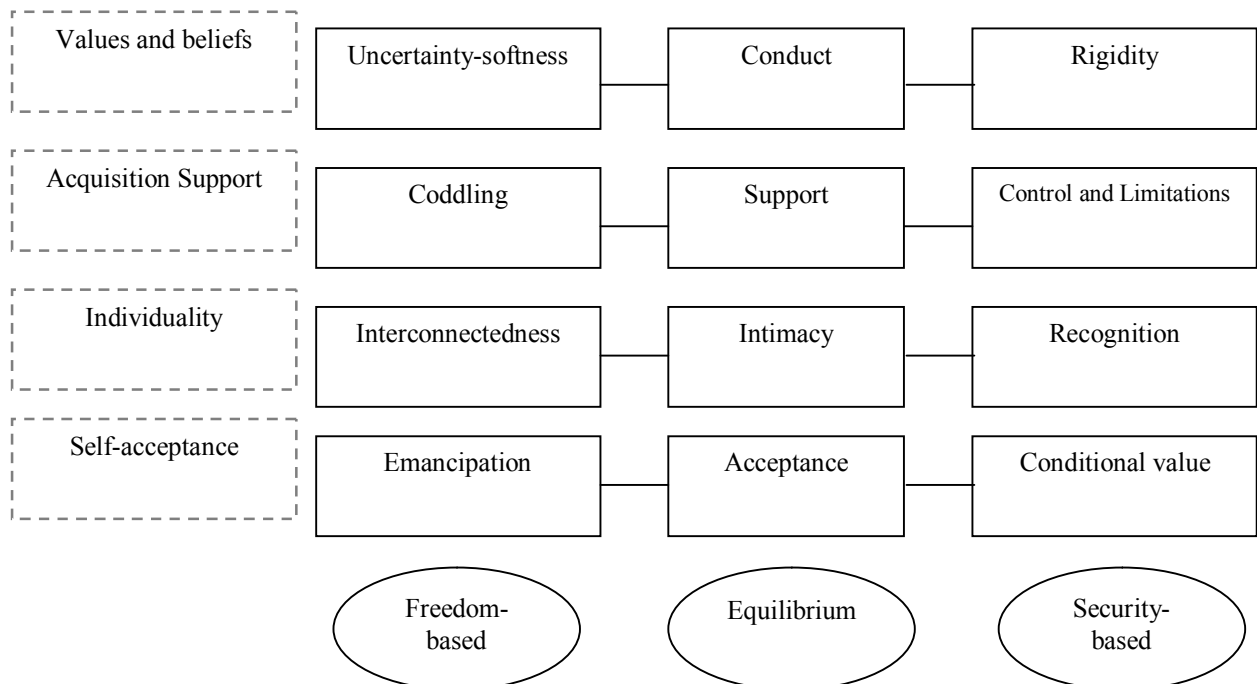 Values and beliefs
Uncertainty-softness
Conduct
Rigidity
Acquisition Support
Coddling
Support
Control and Limitations
Individuality
Interconnectedness
Intimacy
Recognition
Self-acceptance
Emancipation
Acceptance
Conditional value
Freedom-
based
Equilibrium
Security-
based